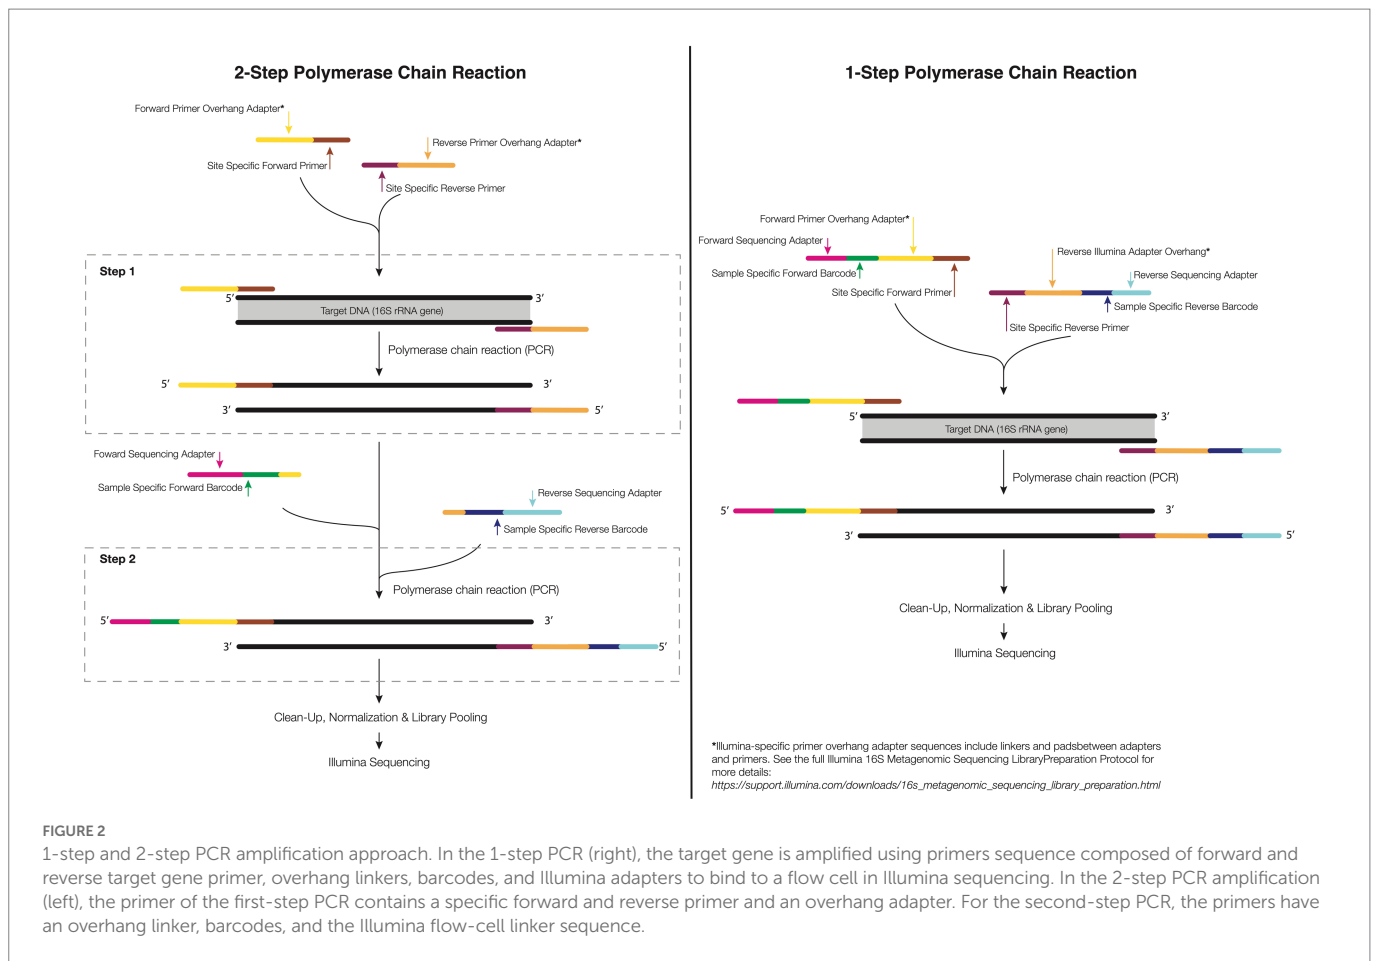 2-Step Polymerase Chain Reaction
Forward Primer Overhang Adapter*
Reverse Primer Overhang Adapter*
Site Specific Forward Primer
Site Specific Reverse Primer
Step 1
5’
3’
Target DNA (16S rRNA gene)
Polymerase chain reaction (PCR)
5’
3’
3’
5’
Foward Sequencing Adapter
Sample Specific Forward Barcode
Reverse Sequencing Adapter
Sample Specific Reverse Barcode
Step 2
Polymerase chain reaction (PCR)
5’
3’
3’
5’
Clean-Up, Normalization & Library Pooling
Illumina Sequencing
1-Step Polymerase Chain Reaction
Forward Primer Overhang Adapter*
Forward Sequencing Adapter
Reverse Illumina Adapter Overhang*
Sample Specific Forward Barcode
Reverse Sequencing Adapter
Site Specific Forward Primer
Sample Specific Reverse Barcode
Site Specific Reverse Primer
5’
3’
Target DNA (16S rRNA gene)
Polymerase chain reaction (PCR)
5’
3’
3’
5’
Clean-Up, Normalization & Library Pooling
Illumina Sequencing
*Illumina-specific primer overhang adapter sequences include linkers and padsbetween adapters
and primers. See the full Illumina 16S Metagenomic Sequencing LibraryPreparation Protocol for
more details:
https://support.illumina.com/downloads/16s_metagenomic_sequencing_library_preparation.html
FIGURE 2
1-step and 2-step PCR amplification approach. In the 1-step PCR (right), the target gene is amplified using primers sequence composed of forward and
reverse target gene primer, overhang linkers, barcodes, and Illumina adapters to bind to a flow cell in Illumina sequencing. In the 2-step PCR amplification
(left), the primer of the first-step PCR contains a specific forward and reverse primer and an overhang adapter. For the second-step PCR, the primers have
an overhang linker, barcodes, and the Illumina flow-cell linker sequence.